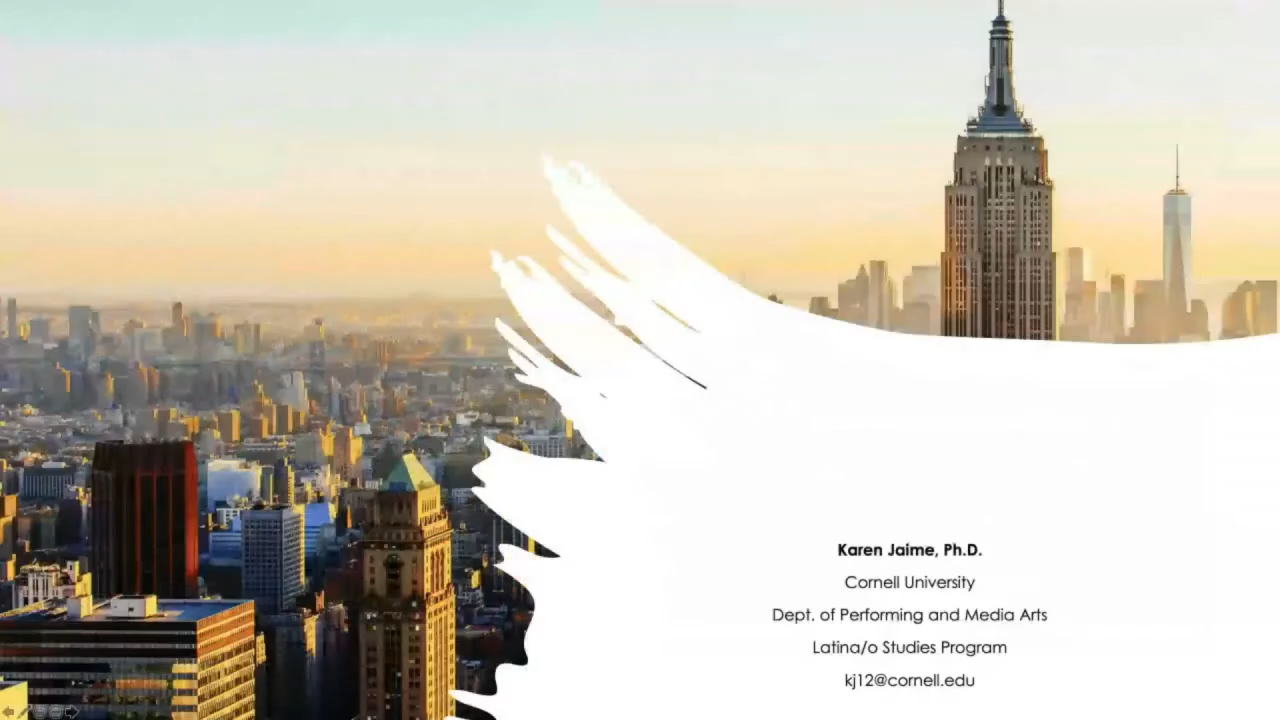 Karen Jaime, Ph.D.
Cornell University
Dept. of Performing and Media Arts
Latina/o Studies Program
kj12@cornell.edu